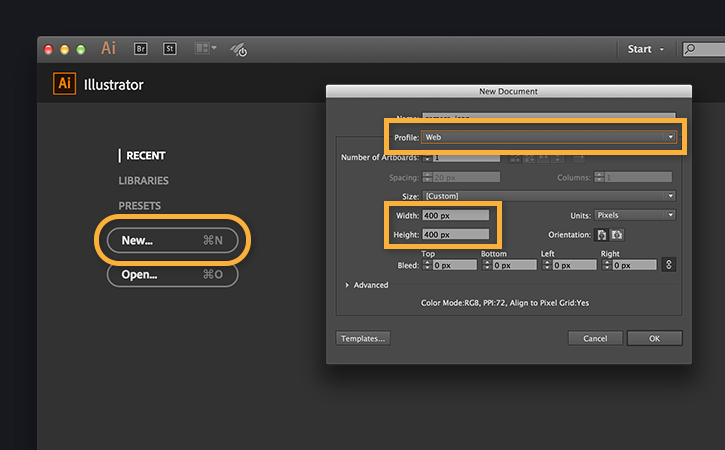 Ai Br St Start
Ai Illustrator
New Document
Name:
Profile: Web
Number of Artboards: 1
Spacing: 20 px Columns: 1
Size: [Custom]
Width: 400 px Units: Pixels
Height: 400 px Orientation:
Top Bottom Left Right
Bleed: 0 px 0 px 0 px 0 px
Advanced
Color Mode:RGB, PPI:72, Align to Pixel Grid:Yes
Templates... Cancel OK
RECENT
LIBRARIES
PRESETS
New... ⌘N
Open... ⌘O